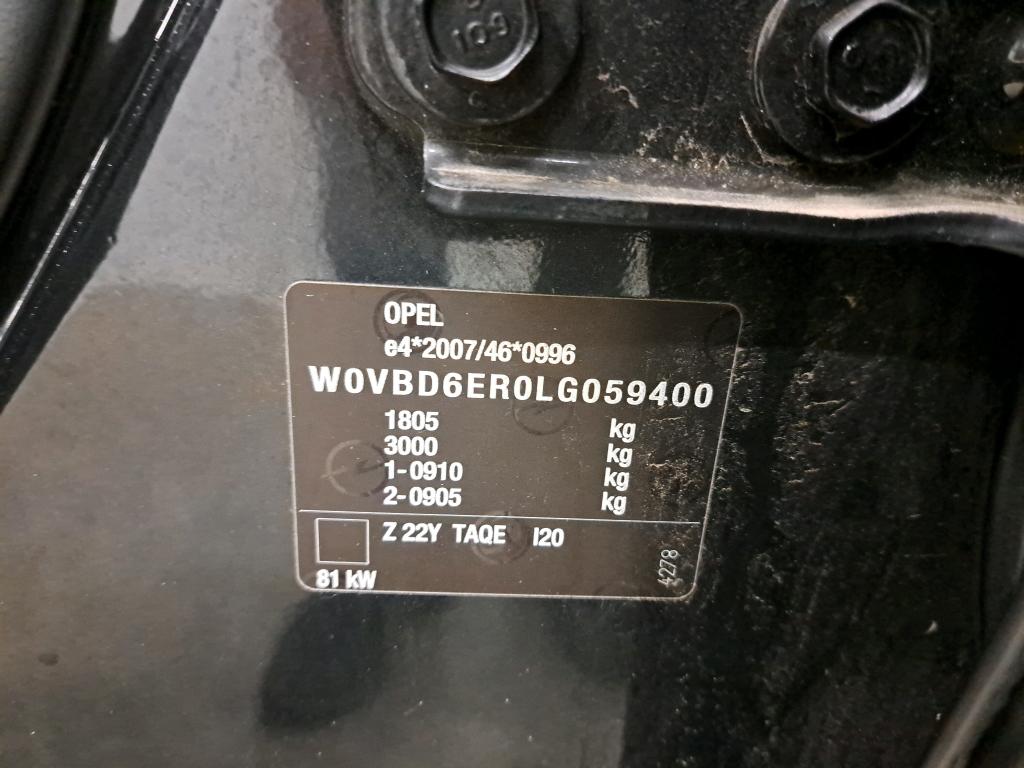 109
OPEL
e4*2007/46*0996
W0VBD6ER0LG059400
1805 kg
3000 kg
1-0910 kg
2-0905 kg
Z 22Y TAQE I20
81 kW
4278